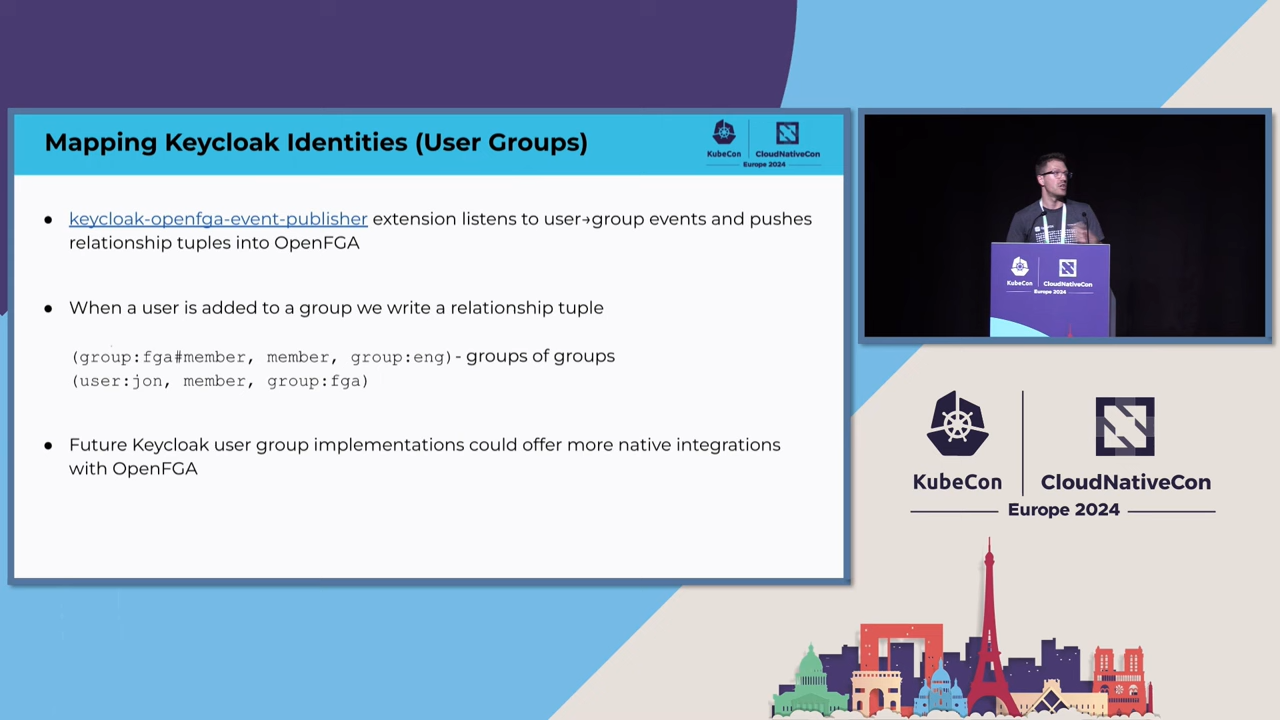 Mapping Keycloak Identities (User Groups)
KubeCon
CloudNativeCon
Europe 2024
● keycloak-openfga-event-publisher extension listens to user→group events and pushes
relationship tuples into OpenFGA
● When a user is added to a group we write a relationship tuple
(group:fga#member, member, group:eng) - groups of groups
(user:jon, member, group:fga)
● Future Keycloak user group implementations could offer more native integrations
with OpenFGA
KubeCon
CloudNativeCon
Europe 2024
KubeCon
CloudNativeCon
Europe 2024